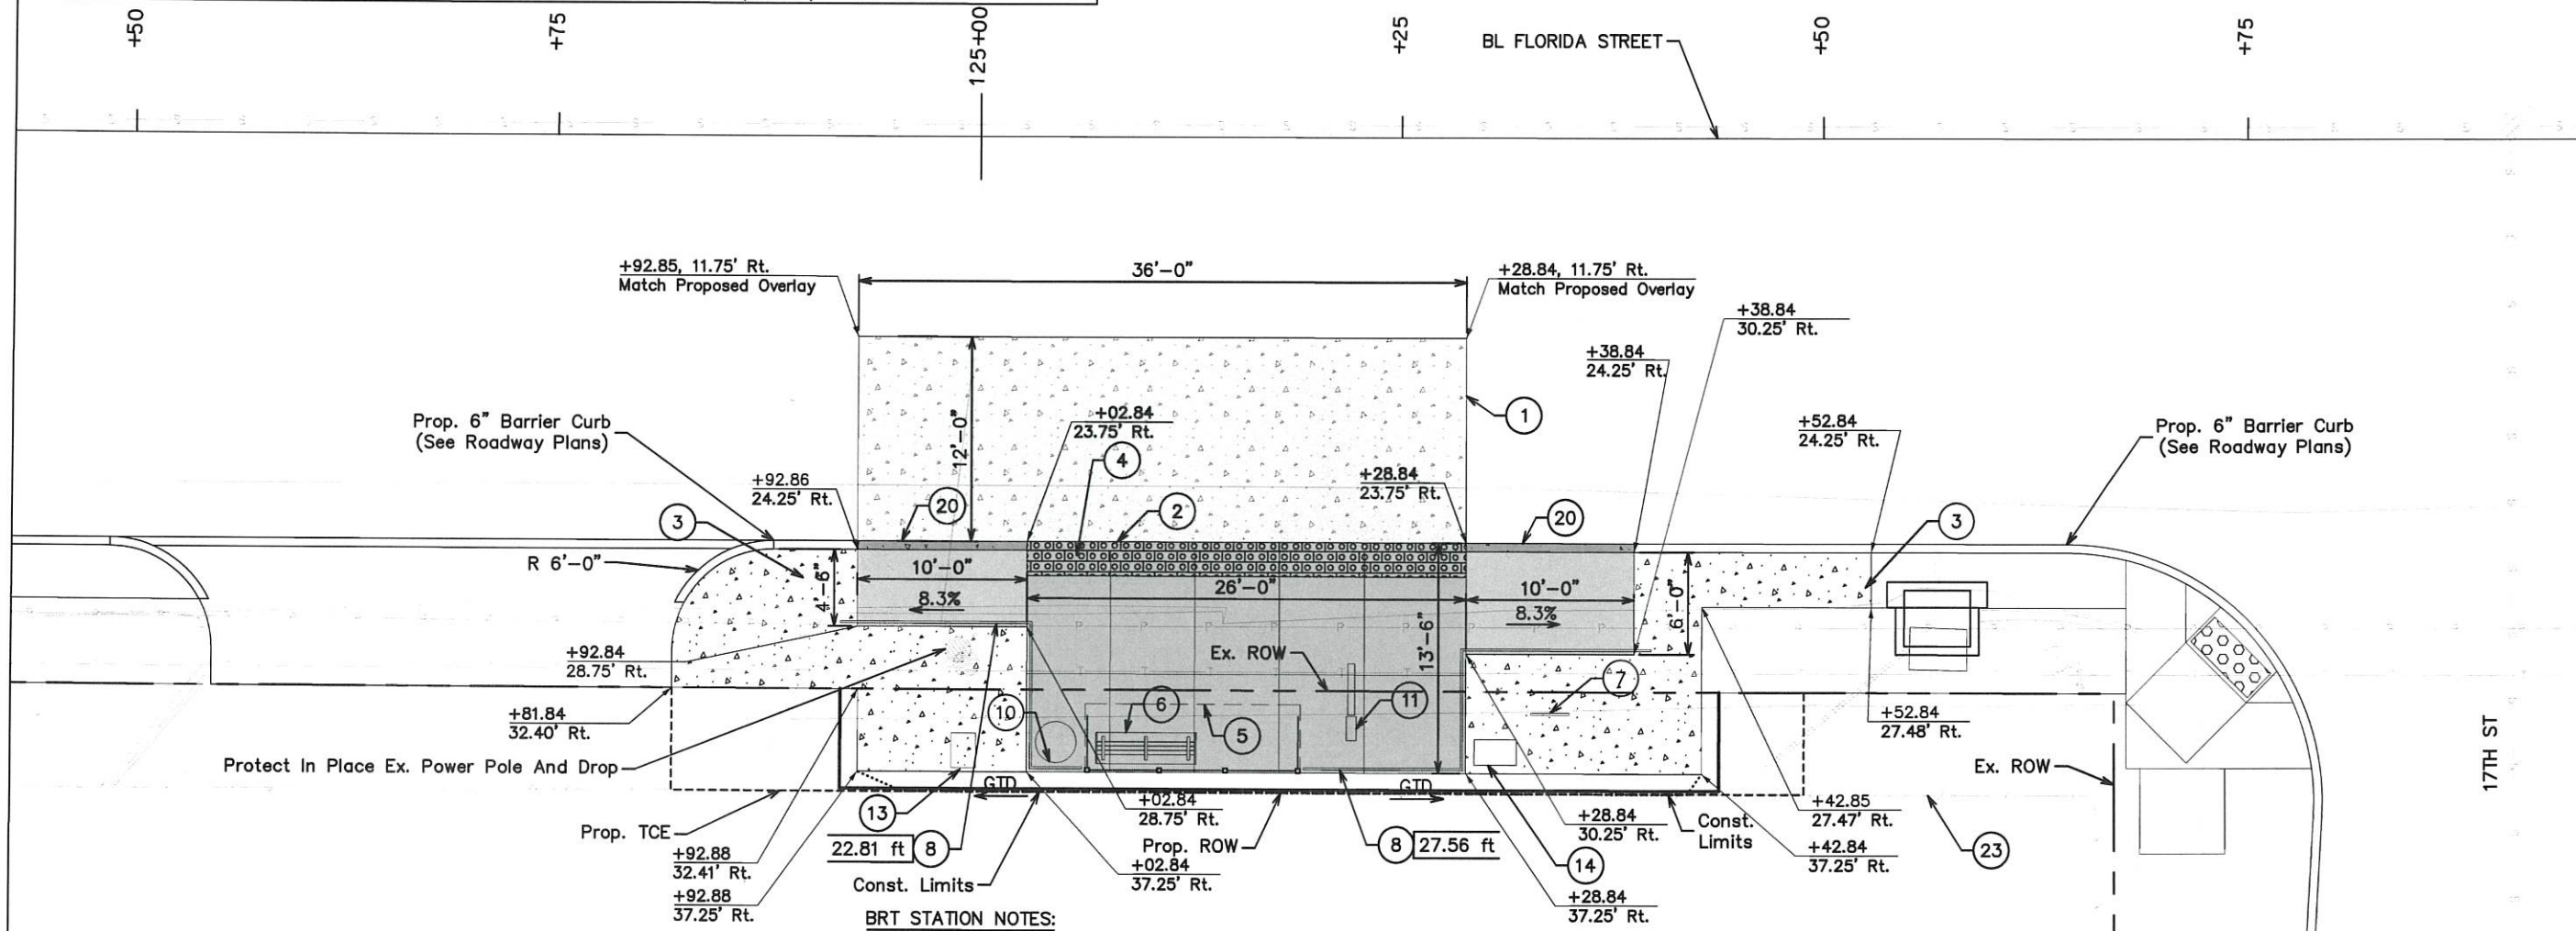 +50
+75
125+00
+25
+50
+75
BL FLORIDA STREET
+92.85, 11.75' Rt.
Match Proposed Overlay
36'-0"
+28.84, 11.75' Rt.
Match Proposed Overlay
+38.84
30.25' Rt.
+38.84
24.25' Rt.
1
Prop. 6" Barrier Curb
(See Roadway Plans)
12'-0"
+02.84
23.75' Rt.
4
+52.84
24.25' Rt.
Prop. 6" Barrier Curb
(See Roadway Plans)
+92.86
24.25' Rt.
+28.84
23.75' Rt.
3
20
2
20
3
R 6'-0"
4'-6"
10'-0"
8.3%
26'-0"
10'-0"
8.3%
6'-0"
13'-6"
P
P
P
P
P
P
P
+92.84
28.75' Rt.
Ex. ROW
7
+81.84
32.40' Rt.
10
6
5
11
+52.84
27.48' Rt.
17TH ST
Protect In Place Ex. Power Pole And Drop
Ex. ROW
GTD
GTD
Prop. TCE
13
+02.84
28.75' Rt.
+28.84
30.25' Rt.
Const.
Limits
+42.85
27.47' Rt.
22.81 ft
8
Prop. ROW
8
27.56 ft
14
+42.84
37.25' Rt.
23
+92.88
32.41' Rt.
Const. Limits
+02.84
37.25' Rt.
+92.88
37.25' Rt.
+28.84
37.25' Rt.
BRT STATION NOTES: